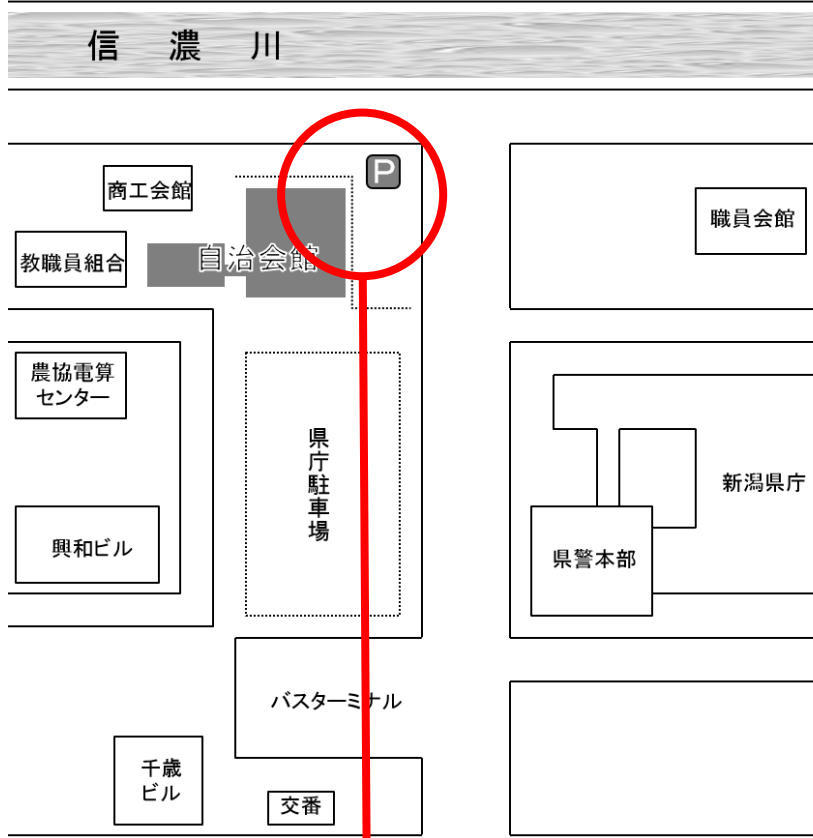 信濃川
P
商工会館
職員会館
教職員組合
自治会館
農協電算
センター
県庁駐車場
新潟県庁
興和ビル
県警本部
バスターミナル
千歳
ビル
交番